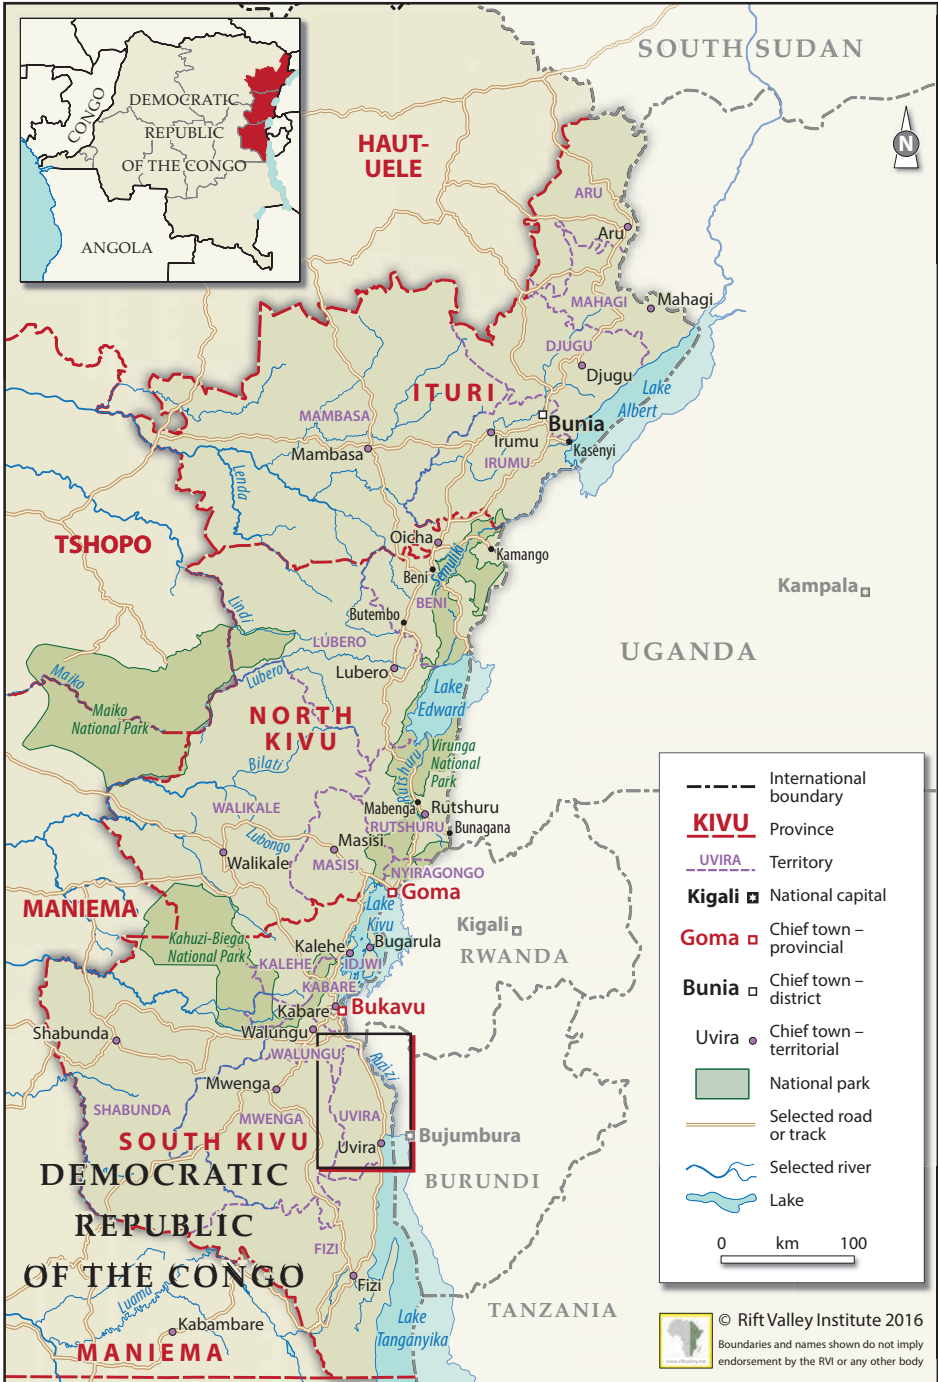 SOUTH SUDAN
CONGO
DEMOCRATIC
REPUBLIC
OF THE CONGO
ANGOLA
N
HAUT-
UELE
ARU
Aru
MAHAGI
Mahagi
DJUGU
Djugu
ITURI
Lake
Albert
MAMBASA
Bunia
Mambasa
Irumu
Kasenyi
IRUMU
Lenda
TSHOPO
Oicha
Kamango
Semuliki
Beni
BENI
Kampala
Lindi
Butembo
LUBERO
UGANDA
Lubero
Lubero
Maiko
Maiko
National Park
Lake
Edward
NORTH
KIVU
Virunga
National
Park
Bilati
Rutshuru
WALIKALE
Mabenga
Rutshuru
RUTSHURU
Bunagana
Lubongo
Masisi
Walikale
MASISI
NYIRAGONGO
Goma
MANIEMA
Lake
Kivu
Kigali
Kahuzi-Biega
National Park
Kalehe
Bugarula
RWANDA
KALEHE
IDJWI
KABARE
Kabare
Bukavu
Shabunda
Walungu
WALUNGU
Ruzizi
Mwenga
SHABUNDA
MWENGA
UVIRA
Bujumbura
SOUTH KIVU
Uvira
DEMOCRATIC
REPUBLIC
OF THE CONGO
BURUNDI
FIZI
Fizi
Luama
Lake
Tanganyika
TANZANIA
Kabambare
MANIEMA
International
boundary
KIVU Province
UVIRA Territory
Kigali National capital
Goma Chief town –
provincial
Bunia Chief town –
district
Uvira Chief town –
territorial
National park
Selected road
or track
Selected river
Lake
0 km 100
© Rift Valley Institute 2016
Boundaries and names shown do not imply
endorsement by the RVI or any other body
www.riftvalley.net